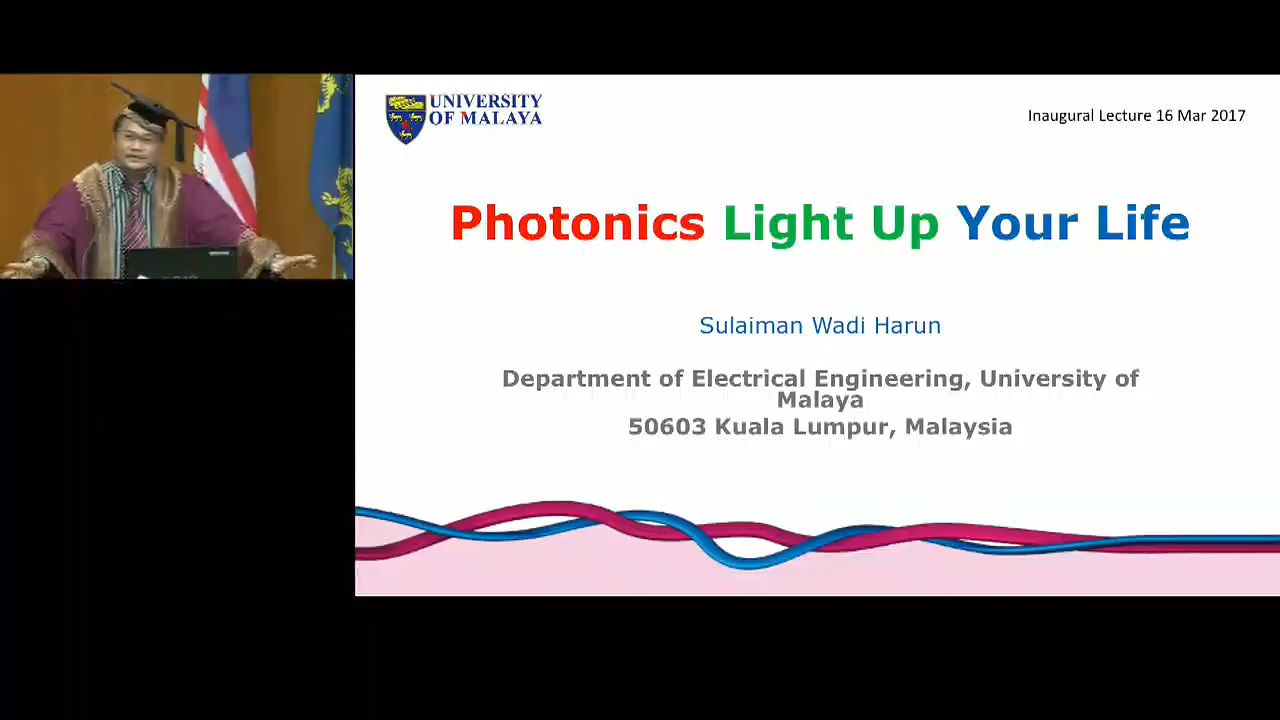 UNIVERSITY
OF MALAYA
Inaugural Lecture 16 Mar 2017
Photonics Light Up Your Life
Sulaiman Wadi Harun
Department of Electrical Engineering, University of
Malaya
50603 Kuala Lumpur, Malaysia